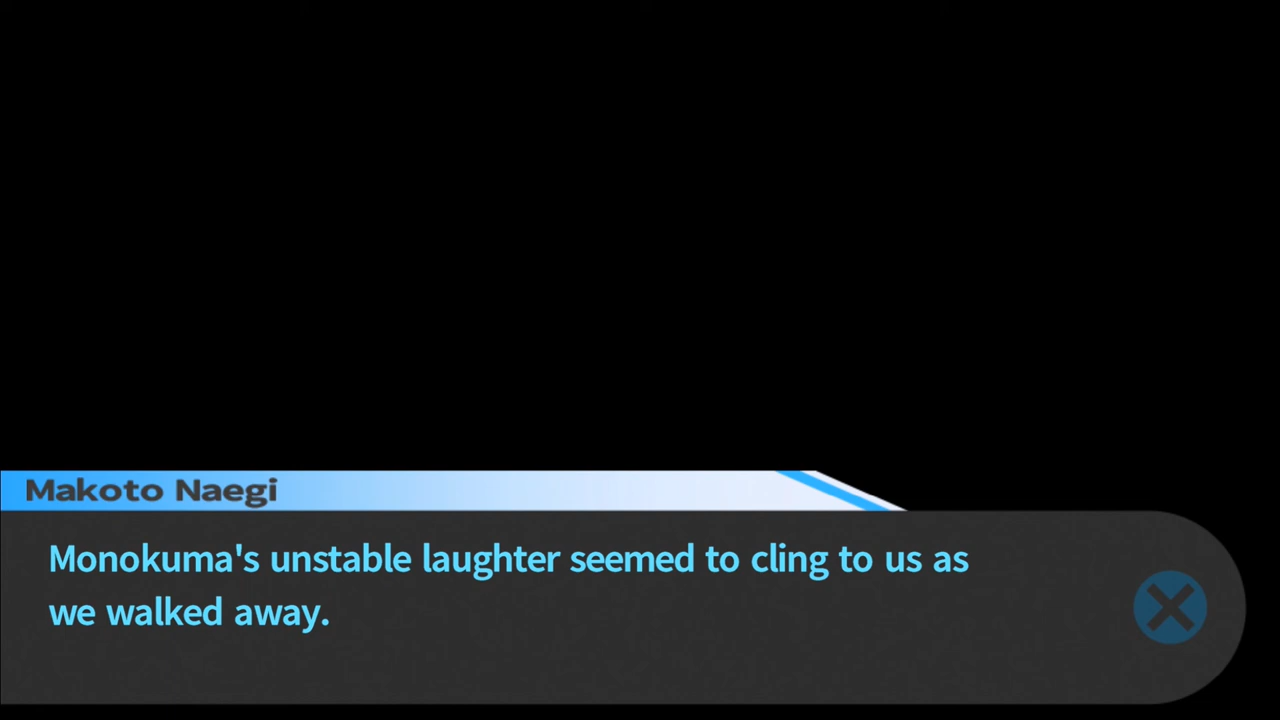 Makoto Naegi
Monokuma's unstable laughter seemed to cling to us as
we walked away.